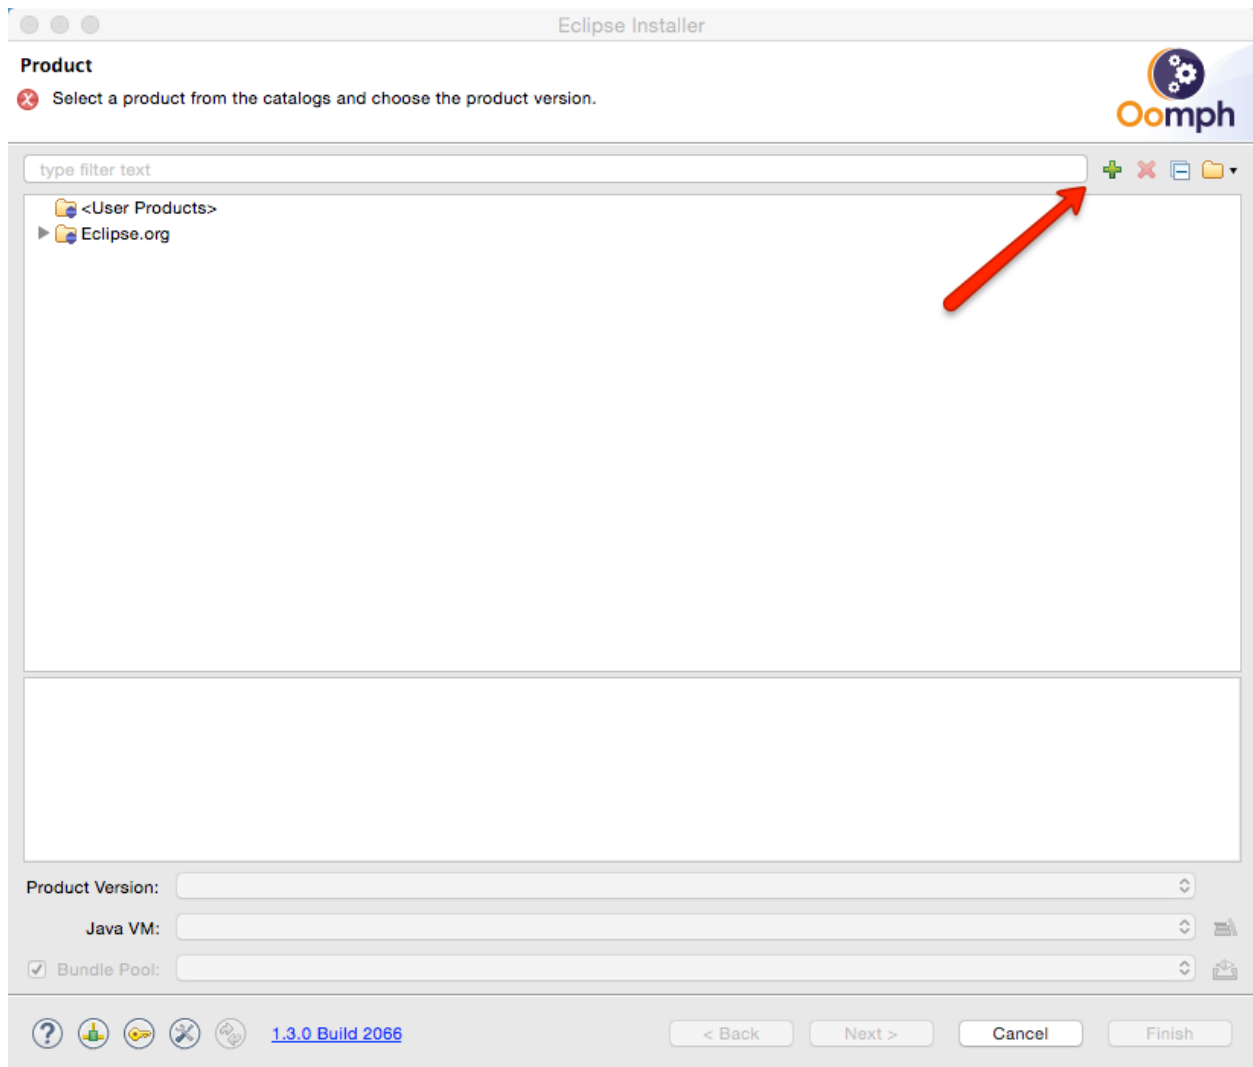 Eclipse Installer
Product
Select a product from the catalogs and choose the product version.
Oomph
type filter text
<User Products>
Eclipse.org
Product Version:
Java VM:
Bundle Pool:
1.3.0 Build 2066
< Back
Next >
Cancel
Finish